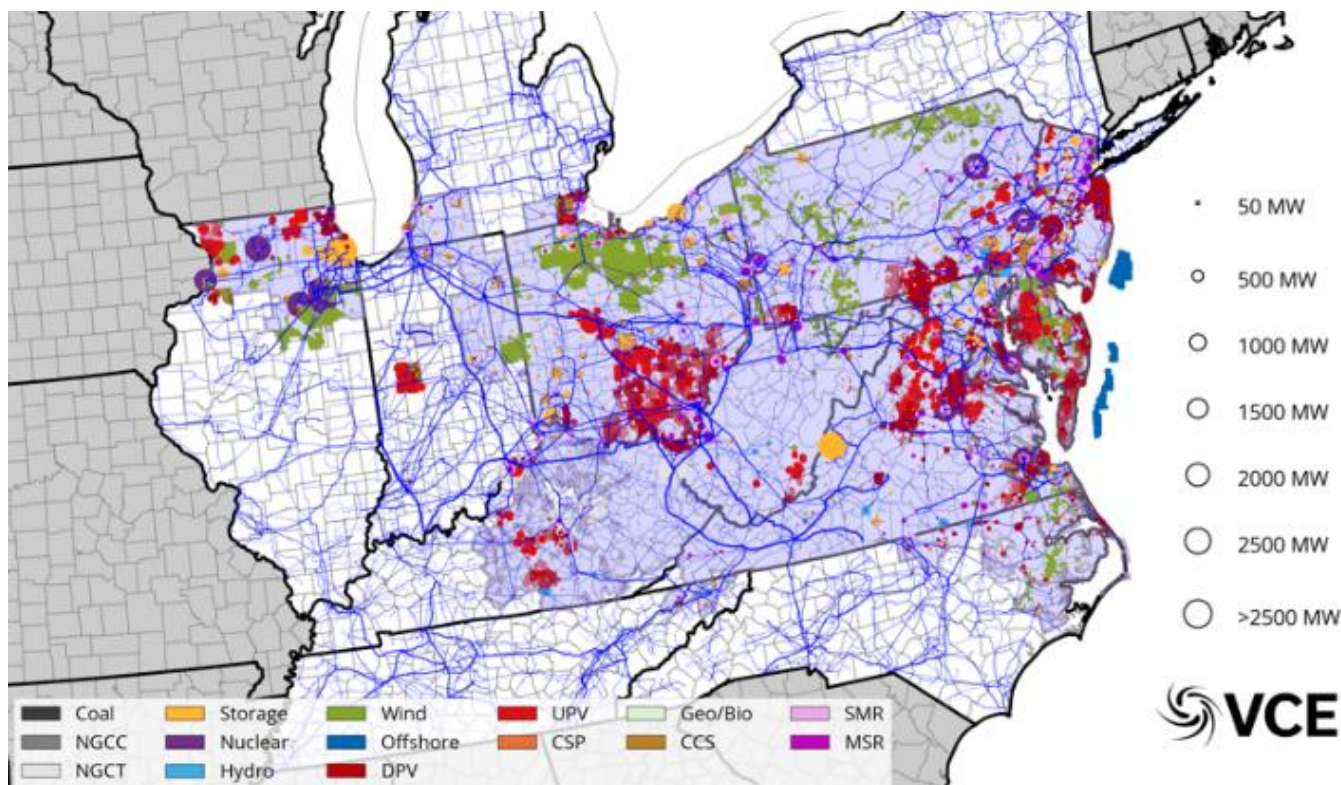 50 MW
500 MW
1000 MW
1500 MW
2000 MW
2500 MW
>2500 MW
Coal Storage Wind UPV Geo/Bio SMR
NGCC Nuclear Offshore CSP CCS MSR
NGCT Hydro DPV
VCE